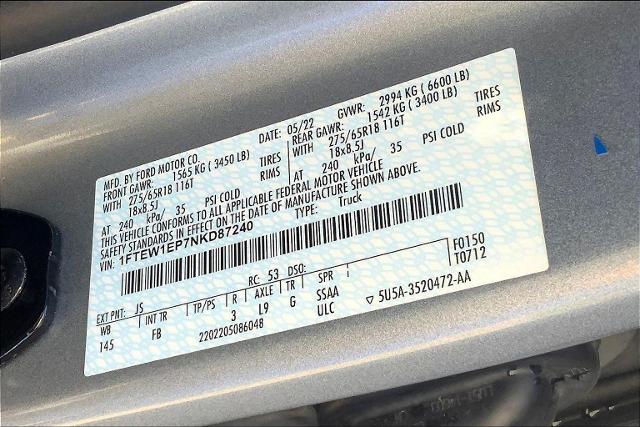 MFD. BY FORD MOTOR CO.
DATE: 05/22
GVWR: 2994 KG ( 6600 LB)
FRONT GAWR: 1565 KG ( 3450 LB)
REAR GAWR: 1542 KG ( 3400 LB)
WITH 275/65R18 116T TIRES
WITH 275/65R18 116T TIRES
18x8.5J RIMS
18x8.5J RIMS
AT 240 kPa/ 35 PSI COLD
AT 240 kPa/ 35 PSI COLD
THIS VEHICLE CONFORMS TO ALL APPLICABLE FEDERAL MOTOR VEHICLE
SAFETY STANDARDS IN EFFECT ON THE DATE OF MANUFACTURE SHOWN ABOVE.
VIN: 1FTEW1EP7NKD87240
TYPE: Truck
F0150
T0712
EXT PNT: JS RC: 53 DSO:
WB INT TR TP/PS R AXLE TR SPR
145 FB 3 L9 G SSAA
2202205086048 ULC ▽ 5U5A-3520472-AA